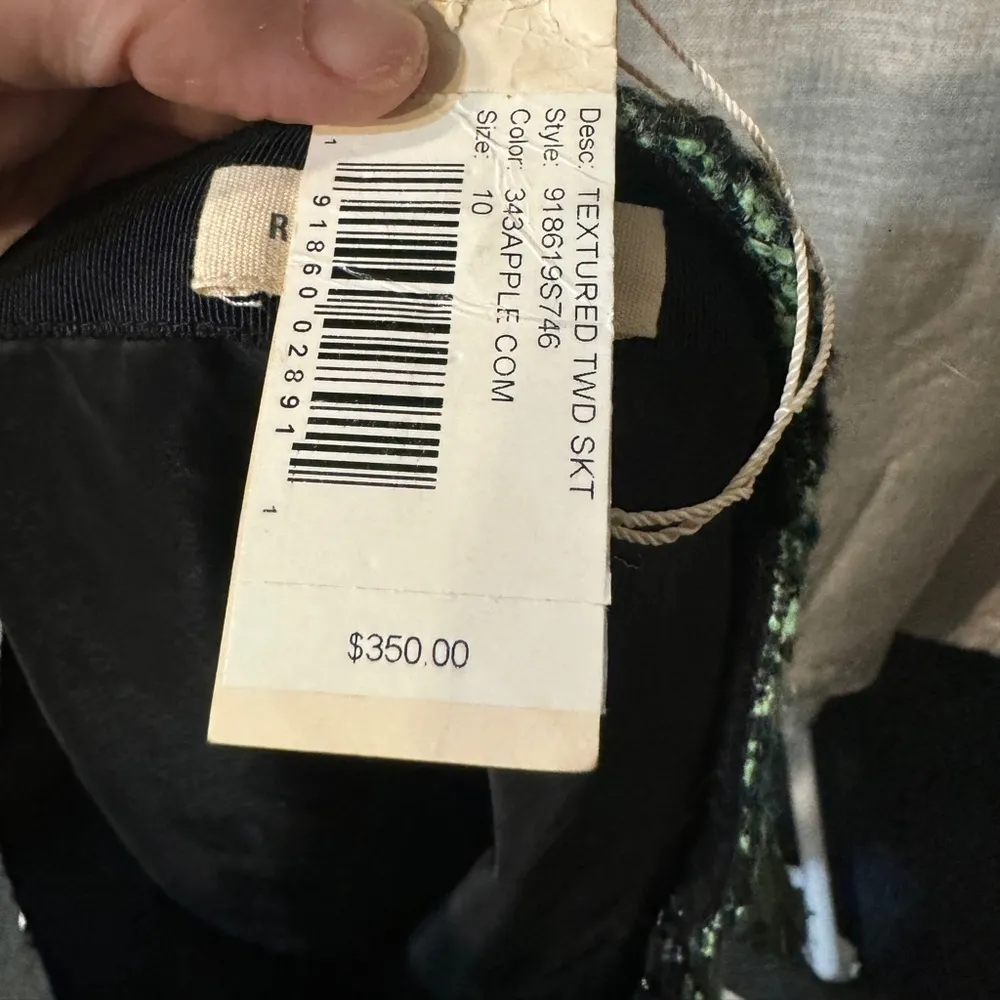 Desc: TEXTURED TWD SKT
Style: 918619S746
Color: 343APPLE COM
Size: 10
1 91860 02891 1
$350.00
R